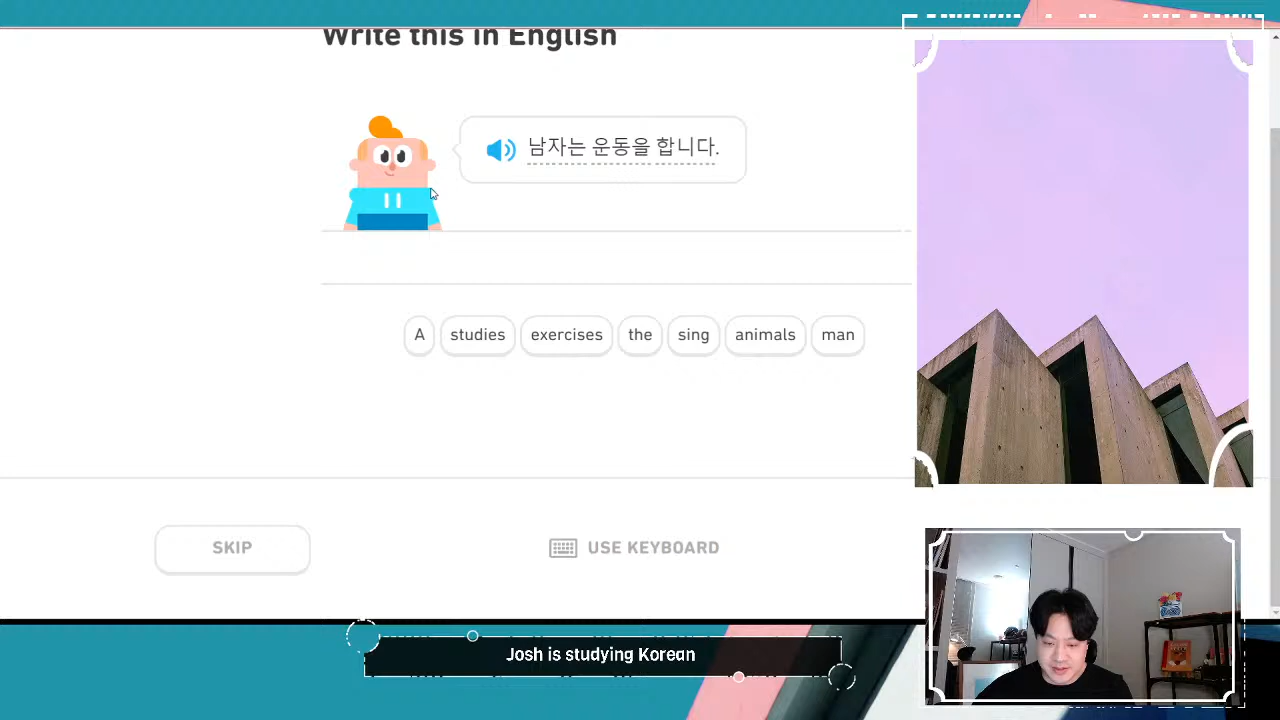 Write this in English
남자는 운동을 합니다.
A studies exercises the sing animals man
SKIP
USE KEYBOARD
Josh is studying Korean